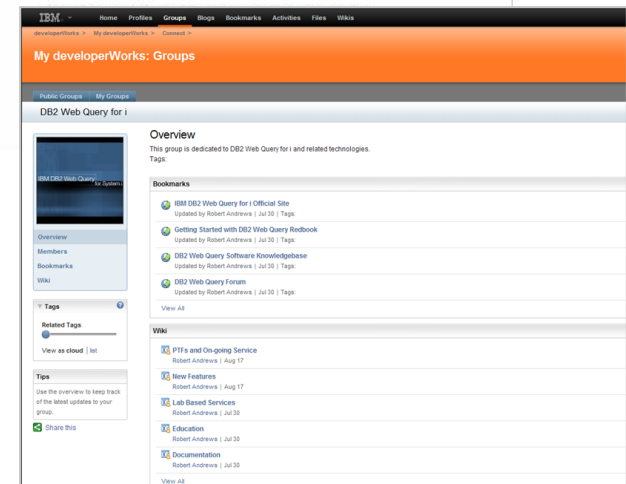 IBM. Home Profiles Groups Blogs Bookmarks Activities Files Wikis
developerWorks > My developerWorks > Connect >
My developerWorks: Groups
Public Groups My Groups
DB2 Web Query for i
IBM DB2 Web Query
for System i
Overview
Members
Bookmarks
Wiki
Tags
Related Tags
View as cloud | list
Tips
Use the overview to keep track
of the latest updates to your
group.
Share this
Overview
This group is dedicated to DB2 Web Query for i and related technologies.
Tags:
Bookmarks
IBM DB2 Web Query for i Official Site
Updated by Robert Andrews | Jul 30 | Tags:
Getting Started with DB2 Web Query Redbook
Updated by Robert Andrews | Jul 30 | Tags:
DB2 Web Query Software Knowledgebase
Updated by Robert Andrews | Jul 30 | Tags:
DB2 Web Query Forum
Updated by Robert Andrews | Jul 30 | Tags:
View All
Wiki
PTFs and On-going Service
Robert Andrews | Aug 17
New Features
Robert Andrews | Aug 17
Lab Based Services
Robert Andrews | Jul 30
Education
Robert Andrews | Jul 30
Documentation
Robert Andrews | Jul 30
View All